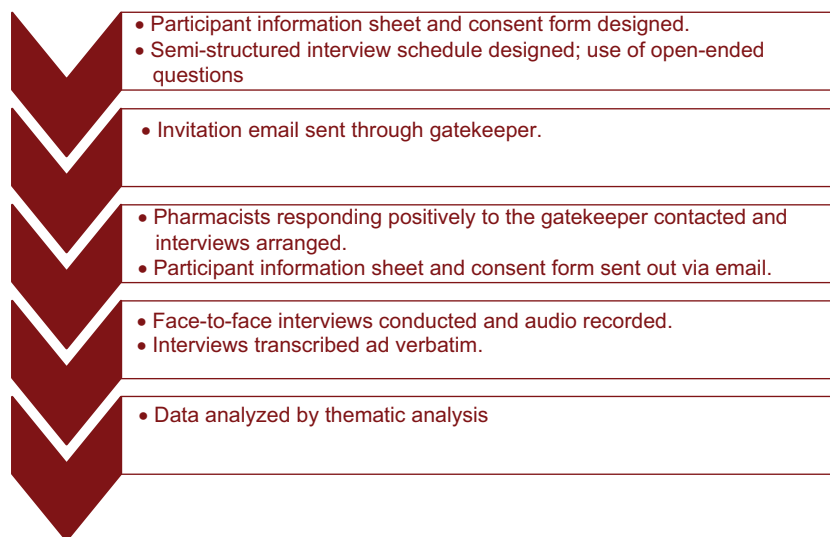 • Participant information sheet and consent form designed.
• Semi-structured interview schedule designed; use of open-ended
questions
• Invitation email sent through gatekeeper.
• Pharmacists responding positively to the gatekeeper contacted and
interviews arranged.
• Participant information sheet and consent form sent out via email.
• Face-to-face interviews conducted and audio recorded.
• Interviews transcribed ad verbatim.
• Data analyzed by thematic analysis